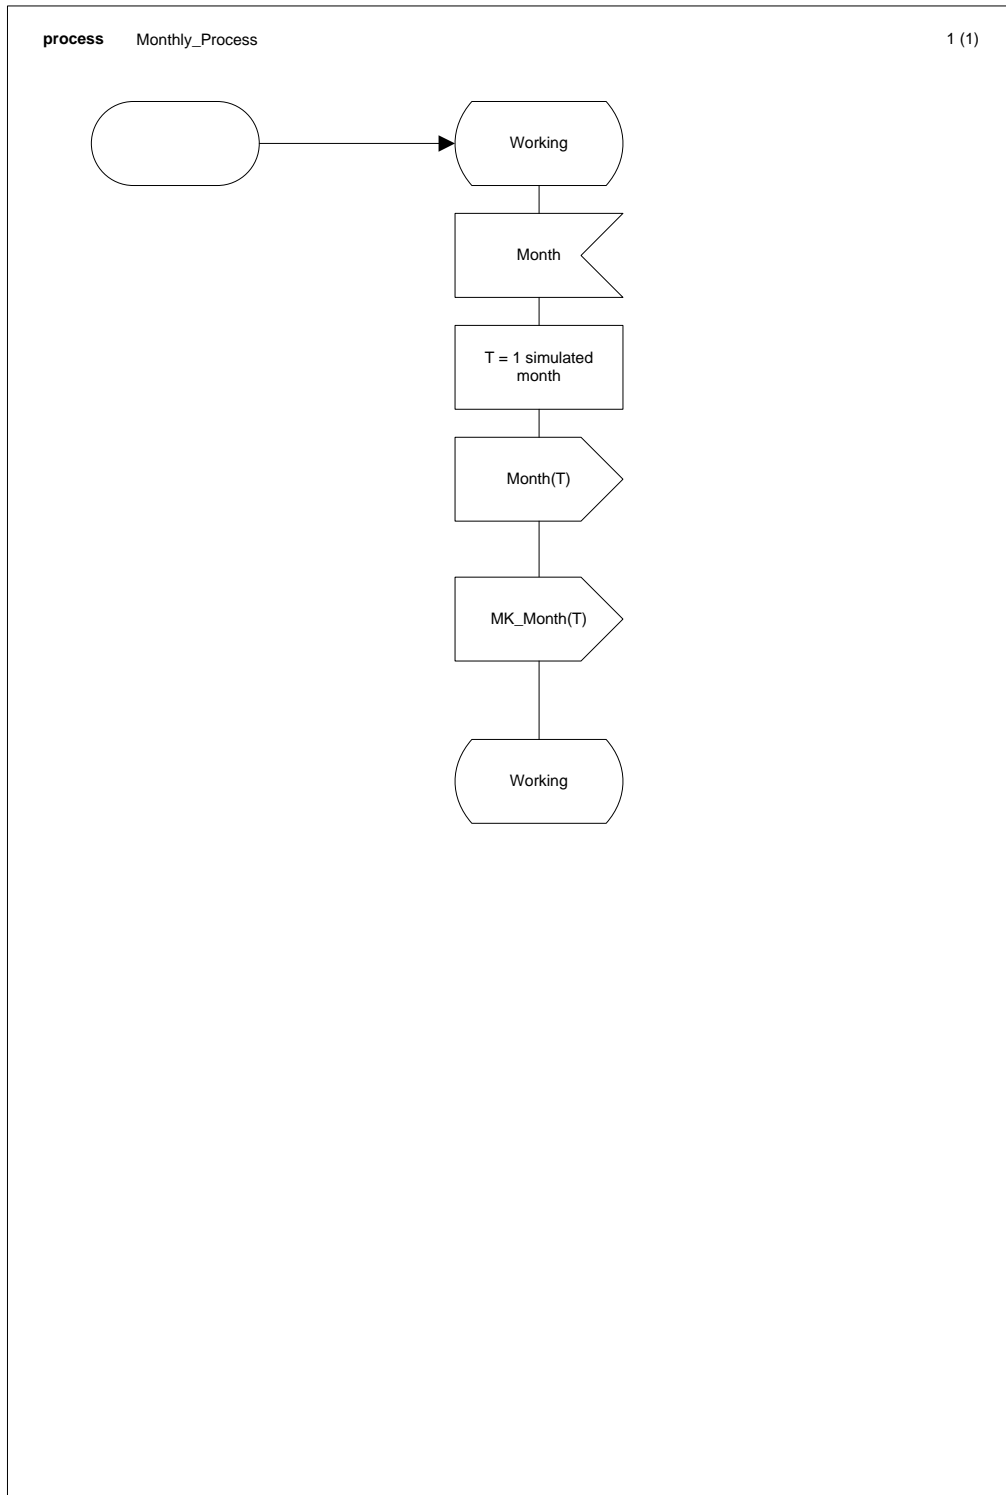 process Monthly_Process 1 (1)
Working
Month
T = 1 simulated
month
Month(T)
MK_Month(T)
Working